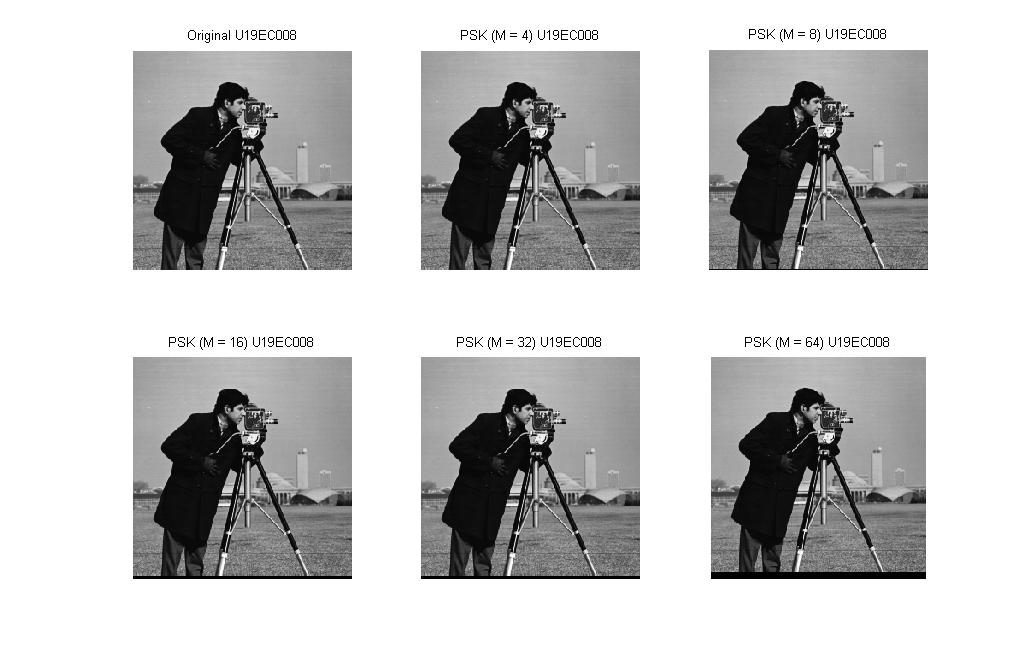 Original U19EC008
PSK (M = 4) U19EC008
PSK (M = 8) U19EC008
PSK (M = 16) U19EC008
PSK (M = 32) U19EC008
PSK (M = 64) U19EC008